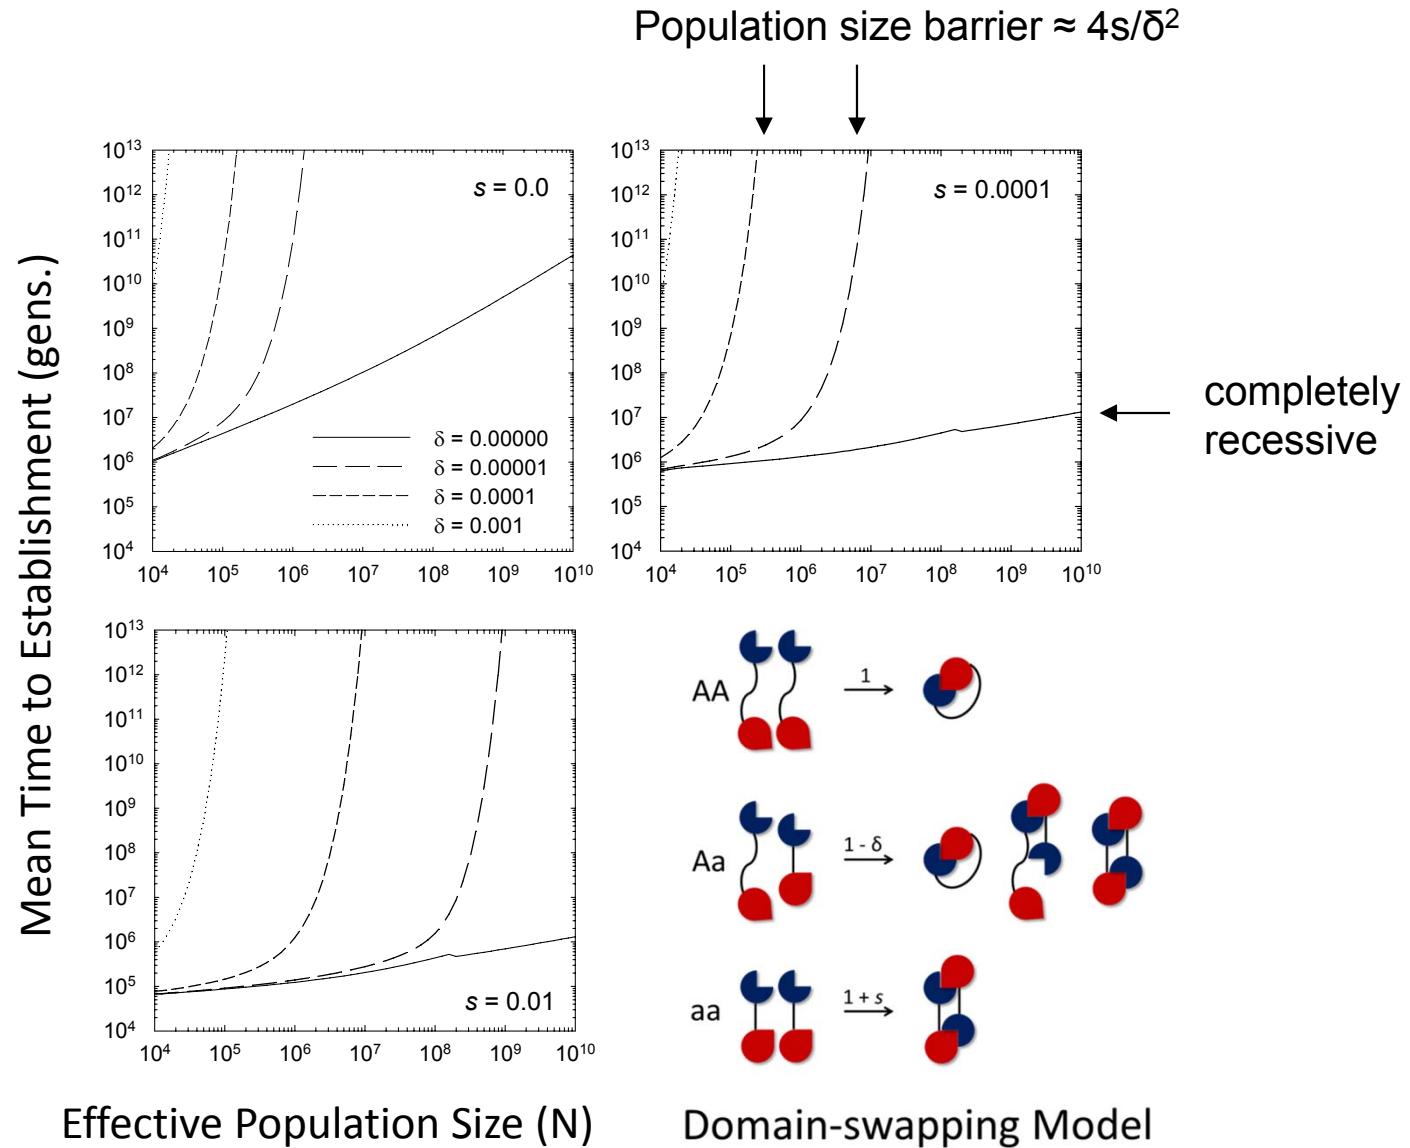 Population size barrier ≈ 4s/δ²
Mean Time to Establishment (gens.)
10¹³
10¹²
10¹¹
10¹⁰
10⁹
10⁸
10⁷
10⁶
10⁵
10⁴
s = 0.0
δ = 0.00000
δ = 0.00001
δ = 0.0001
δ = 0.001
10⁴ 10⁵ 10⁶ 10⁷ 10⁸ 10⁹ 10¹⁰
10¹³
10¹²
10¹¹
10¹⁰
10⁹
10⁸
10⁷
10⁶
10⁵
10⁴
s = 0.0001
10⁴ 10⁵ 10⁶ 10⁷ 10⁸ 10⁹ 10¹⁰
completely
recessive
10¹³
10¹²
10¹¹
10¹⁰
10⁹
10⁸
10⁷
10⁶
10⁵
10⁴
s = 0.01
10⁴ 10⁵ 10⁶ 10⁷ 10⁸ 10⁹ 10¹⁰
AA 1
Aa 1 - δ
aa 1 + s
Effective Population Size (N)
Domain-swapping Model